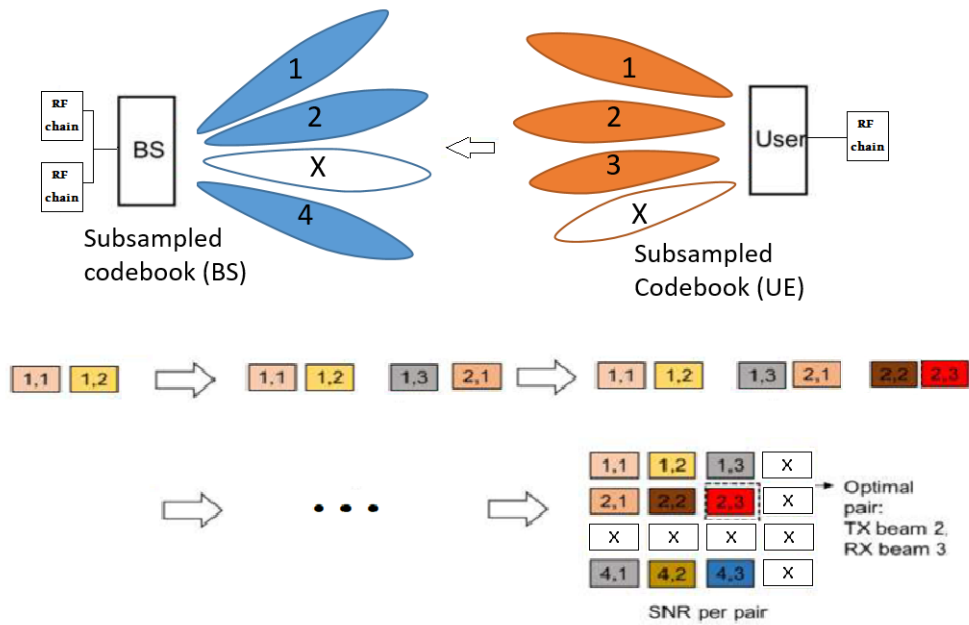 1
2
X
4
RF
chain
RF
chain
BS
Subsampled
codebook (BS)
1
2
3
X
User
RF
chain
Subsampled
Codebook (UE)
1,1 1,2 1,1 1,2 1,3 2,1 1,1 1,2 1,3 2,1 2,2 2,3
1,1 1,2 1,3 X
2,1 2,2 2,3 X
X X X X
4,1 4,2 4,3 X
Optimal
pair:
TX beam 2,
RX beam 3
SNR per pair